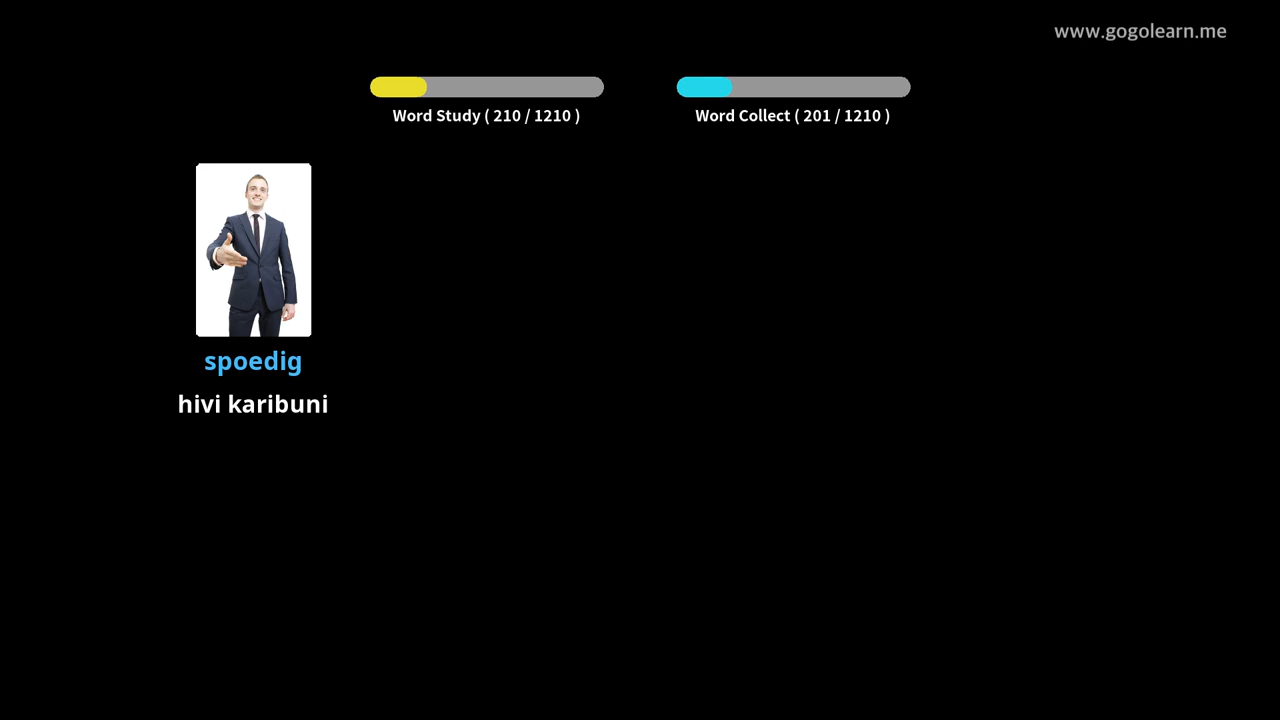 www.gogolearn.me
Word Study ( 210 / 1210 )
Word Collect ( 201 / 1210 )
spoedig
hivi karibuni